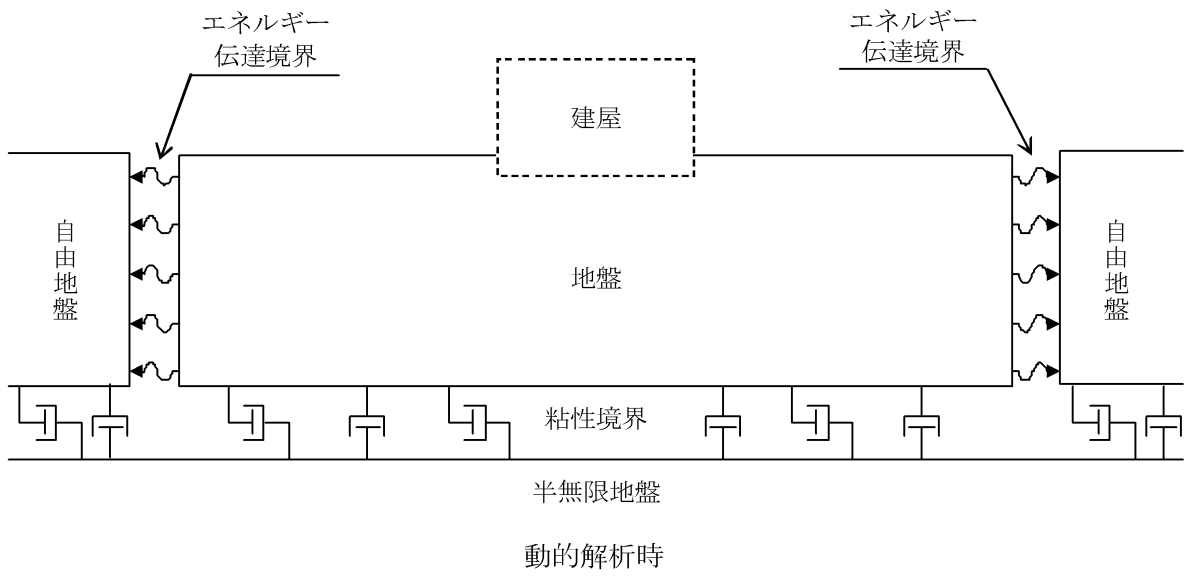 エネルギー
伝達境界
エネルギー
伝達境界
建屋
自由地盤
地盤
自由地盤
粘性境界
半無限地盤
動的解析時